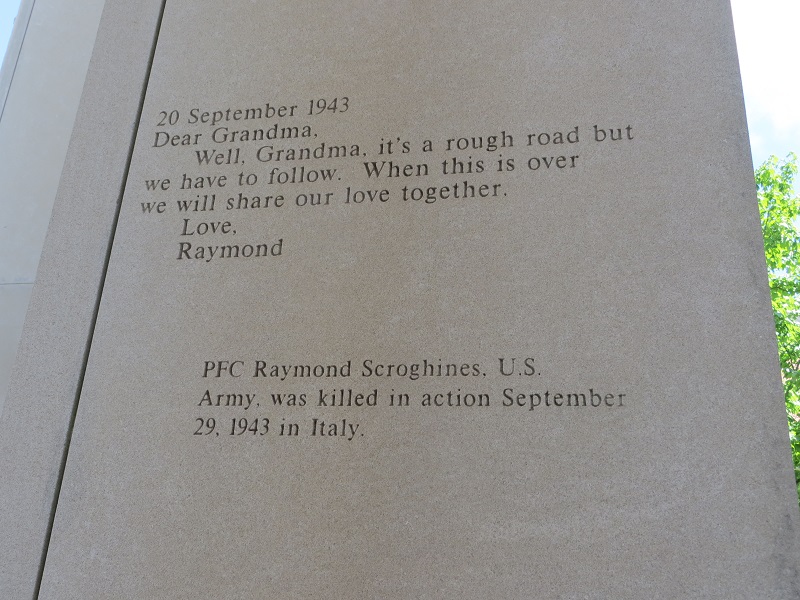 20 September 1943
Dear Grandma,
Well, Grandma, it's a rough road but
we have to follow. When this is over
we will share our love together.
Love,
Raymond
PFC Raymond Scroghines, U.S.
Army, was killed in action September
29, 1943 in Italy.